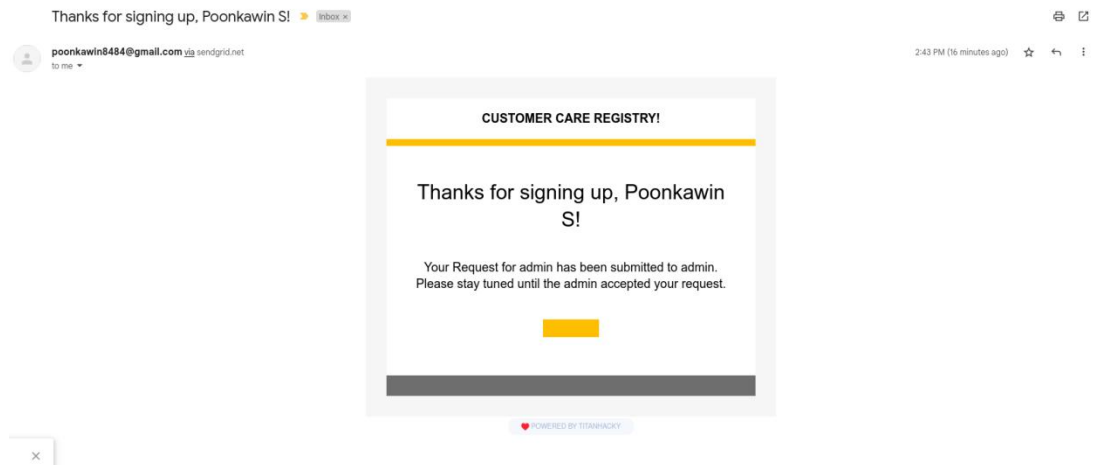 Thanks for signing up, Poonkawin S! Inbox ×
poonkawin8484@gmail.com via sendgrid.net 2:43 PM (16 minutes ago)
to me
CUSTOMER CARE REGISTRY!
Thanks for signing up, Poonkawin
S!
Your Request for admin has been submitted to admin.
Please stay tuned until the admin accepted your request.
POWERED BY TITANHACKY